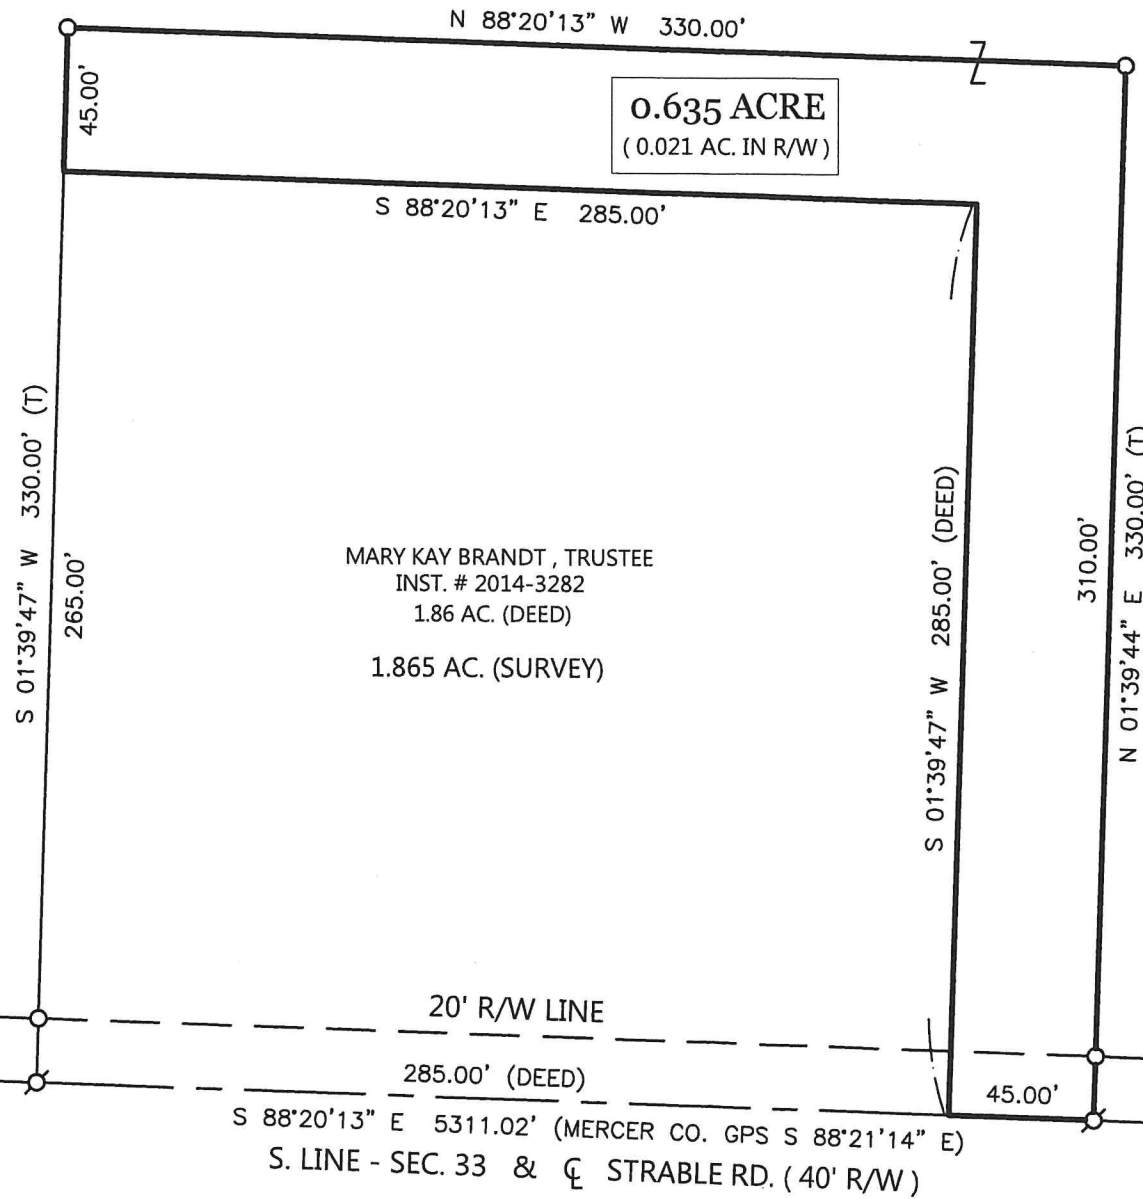 N 88°20'13" W 330.00'
45.00'
0.635 ACRE
( 0.021 AC. IN R/W )
S 88°20'13" E 285.00'
S 01°39'47" W 330.00' (T)
265.00'
MARY KAY BRANDT , TRUSTEE
INST. # 2014-3282
1.86 AC. (DEED)
1.865 AC. (SURVEY)
S 01°39'47" W 285.00' (DEED)
310.00'
N 01°39'44" E 330.00' (T)
20' R/W LINE
285.00' (DEED)
45.00'
S 88°20'13" E 5311.02' (MERCER CO. GPS S 88°21'14" E)
S. LINE - SEC. 33 & ℄ STRABLE RD. ( 40' R/W )